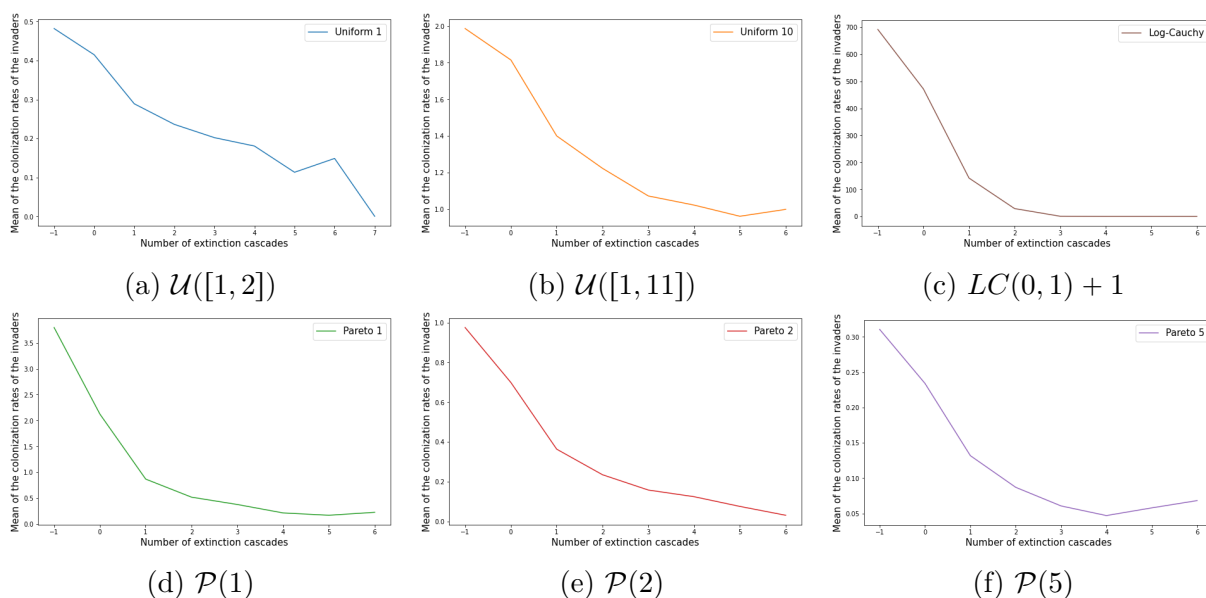 Mean of the colonization rates of the invaders
0.5
0.4
0.3
0.2
0.1
0.0
Uniform 1
−1 0 1 2 3 4 5 6 7
Number of extinction cascades
(a) 𝒰([1, 2])
Mean of the colonization rates of the invaders
2.0
1.8
1.6
1.4
1.2
1.0
Uniform 10
−1 0 1 2 3 4 5 6
Number of extinction cascades
(b) 𝒰([1, 11])
Mean of the colonization rates of the invaders
700
600
500
400
300
200
100
0
Log-Cauchy
−1 0 1 2 3 4 5 6
Number of extinction cascades
(c) LC(0, 1) + 1
Mean of the colonization rates of the invaders
3.5
3.0
2.5
2.0
1.5
1.0
0.5
0.0
Pareto 1
−1 0 1 2 3 4 5 6
Number of extinction cascades
(d) 𝒫(1)
Mean of the colonization rates of the invaders
1.0
0.8
0.6
0.4
0.2
0.0
Pareto 2
−1 0 1 2 3 4 5 6
Number of extinction cascades
(e) 𝒫(2)
Mean of the colonization rates of the invaders
0.30
0.25
0.20
0.15
0.10
0.05
Pareto 5
−1 0 1 2 3 4 5 6
Number of extinction cascades
(f) 𝒫(5)